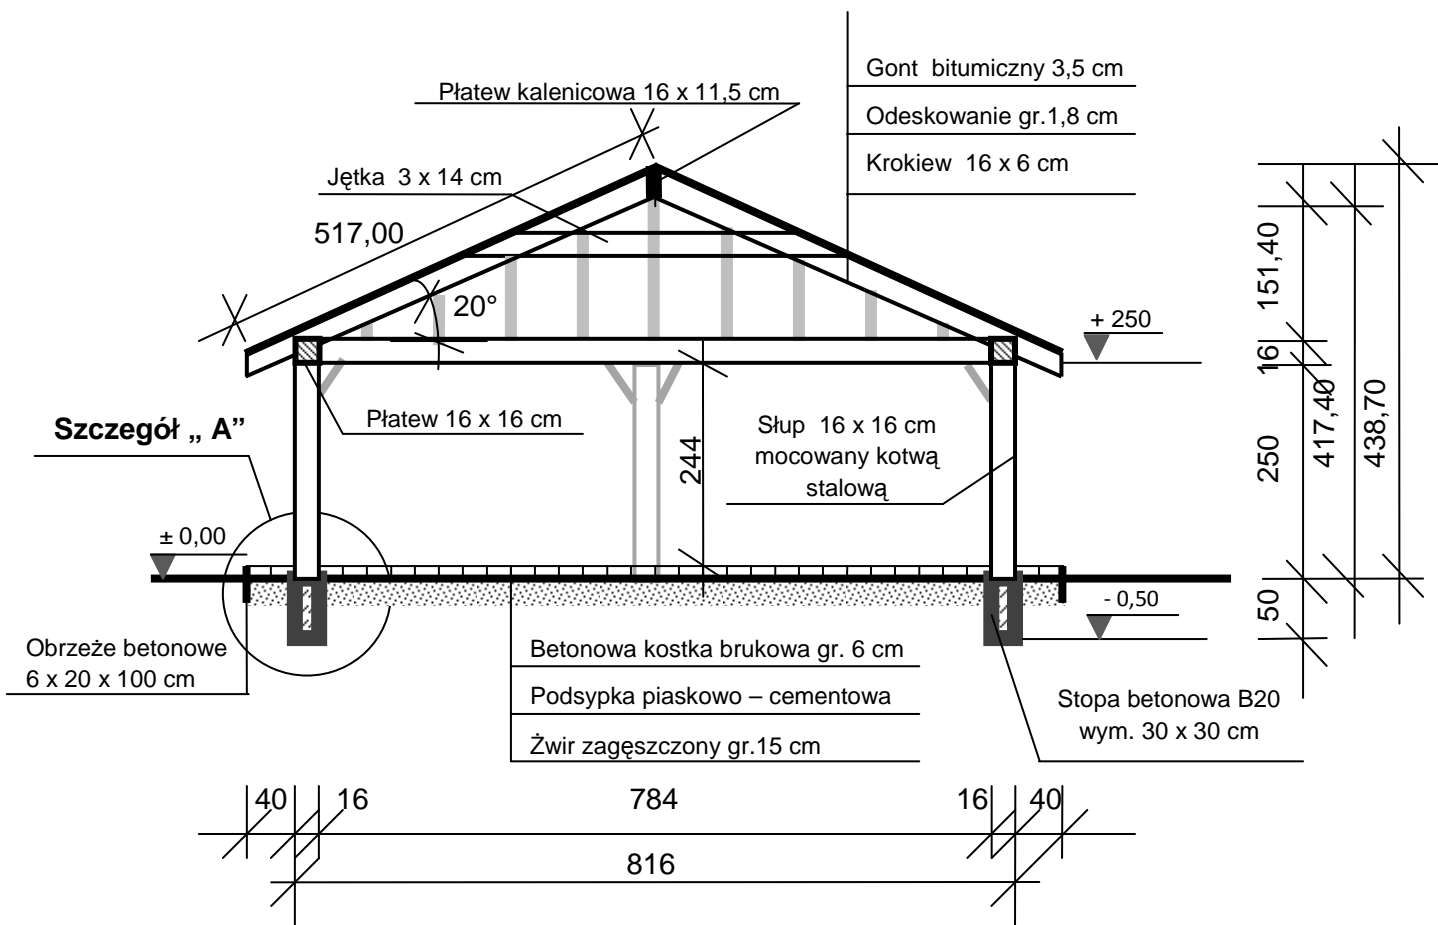 Gont bitumiczny 3,5 cm
Płatew kalenicowa 16 x 11,5 cm
Odeskowanie gr.1,8 cm
Krokiew 16 x 6 cm
Jętka 3 x 14 cm
517,00
20°
151,40
+ 250
16
417,40
438,70
Płatew 16 x 16 cm
Szczegół „ A”
Słup 16 x 16 cm
mocowany kotwą
stalową
244
250
± 0,00
- 0,50
50
Obrzeże betonowe
6 x 20 x 100 cm
Betonowa kostka brukowa gr. 6 cm
Podsypka piaskowo – cementowa
Żwir zagęszczony gr.15 cm
Stopa betonowa B20
wym. 30 x 30 cm
40 16 784 16 40
816